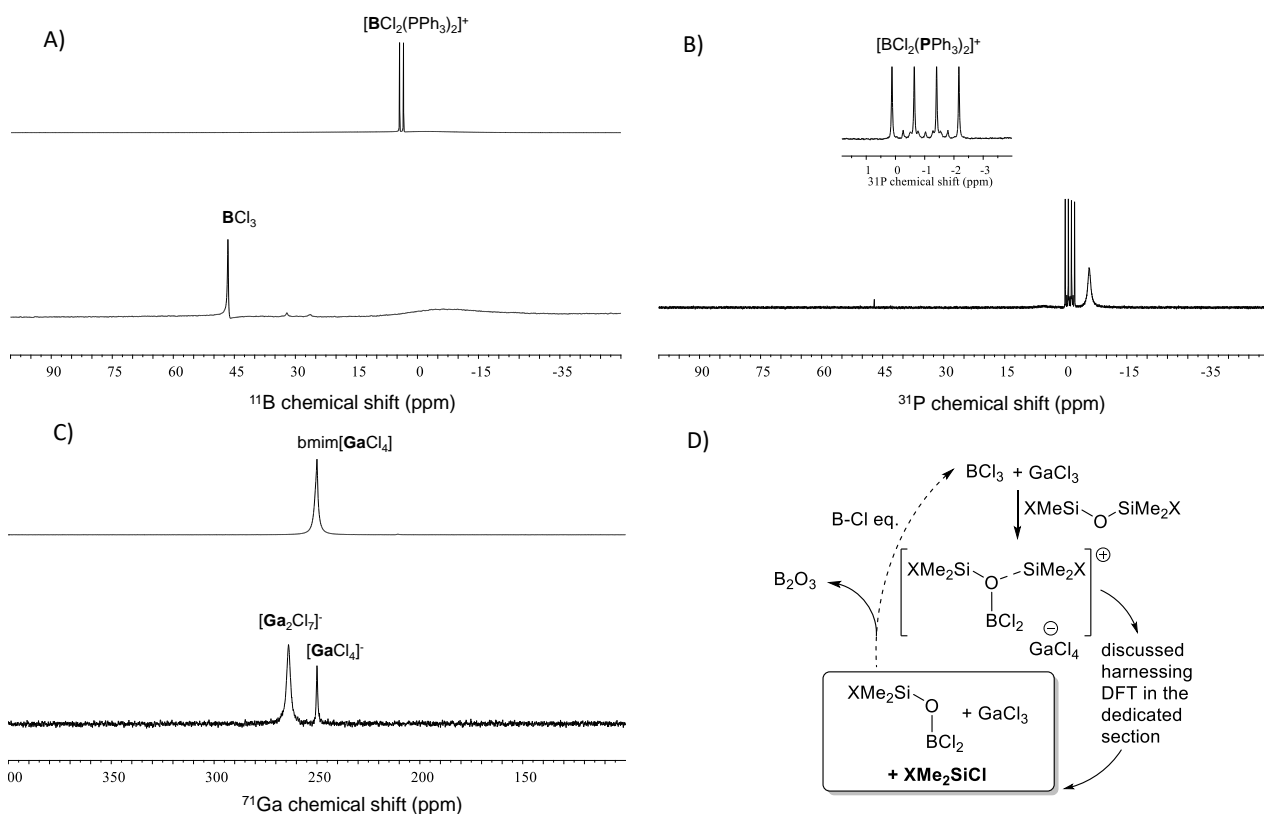 A)
[BCl₂(PPh₃)₂]⁺
BCl₃
90 75 60 45 30 15 0 -15 -35
¹¹B chemical shift (ppm)
B)
[BCl₂(PPh₃)₂]⁺
1 0 -1 -2 -3
31P chemical shift (ppm)
90 75 60 45 30 15 0 -15 -35
³¹P chemical shift (ppm)
C)
bmim[GaCl₄]
[Ga₂Cl₇]⁻
[GaCl₄]⁻
00 350 300 250 200 150
⁷¹Ga chemical shift (ppm)
D)
BCl₃ + GaCl₃
B-Cl eq.
XMeSi O SiMe₂X
B₂O₃
XMe₂Si O SiMe₂X
BCl₂
⊕
⊖
GaCl₄
discussed
harnessing
DFT in the
dedicated
section
XMe₂Si
O + GaCl₃
BCl₂
+ XMe₂SiCl